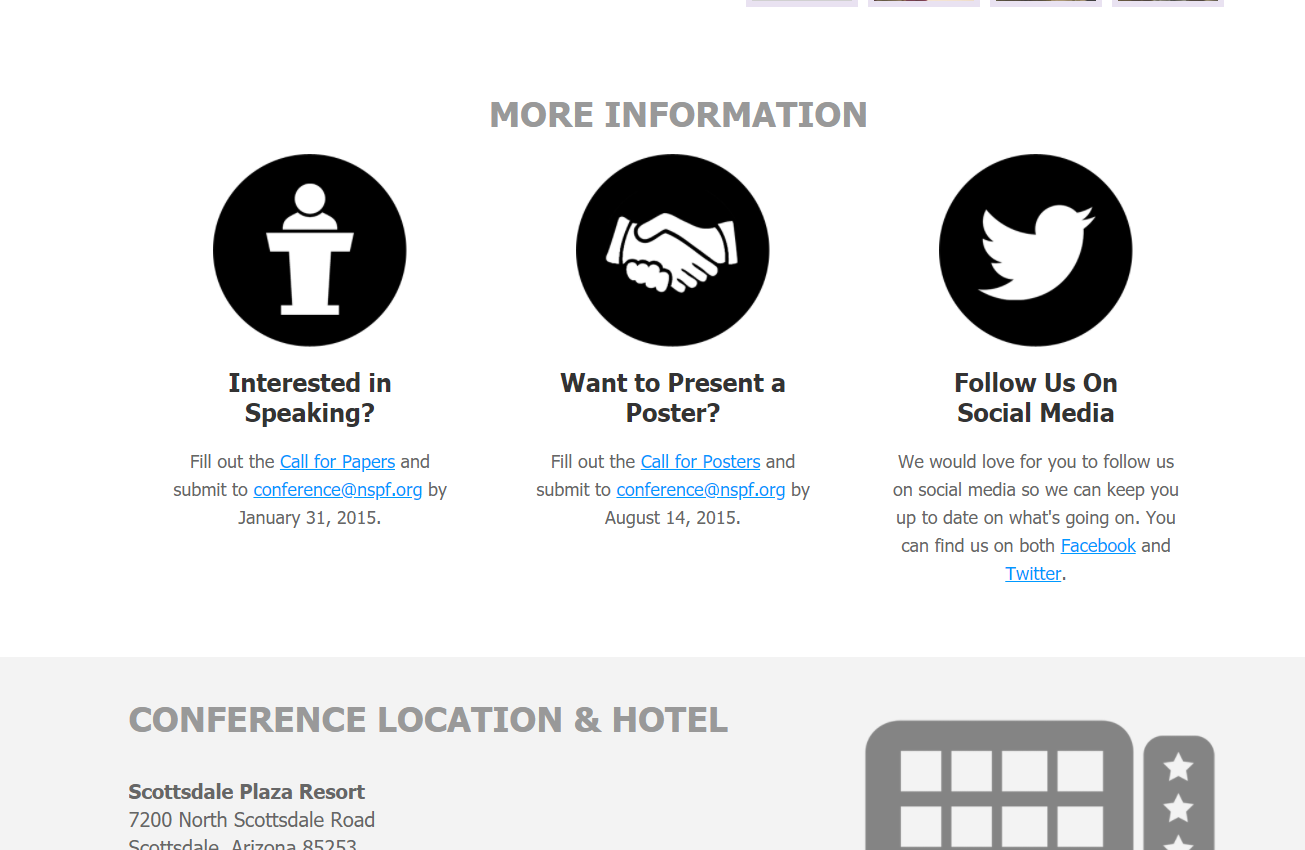 MORE INFORMATION
Interested in
Speaking?
Fill out the Call for Papers and
submit to conference@nspf.org by
January 31, 2015.
Want to Present a
Poster?
Fill out the Call for Posters and
submit to conference@nspf.org by
August 14, 2015.
Follow Us On
Social Media
We would love for you to follow us
on social media so we can keep you
up to date on what's going on. You
can find us on both Facebook and
Twitter.
CONFERENCE LOCATION & HOTEL
Scottsdale Plaza Resort
7200 North Scottsdale Road
Scottsdale, Arizona 85253